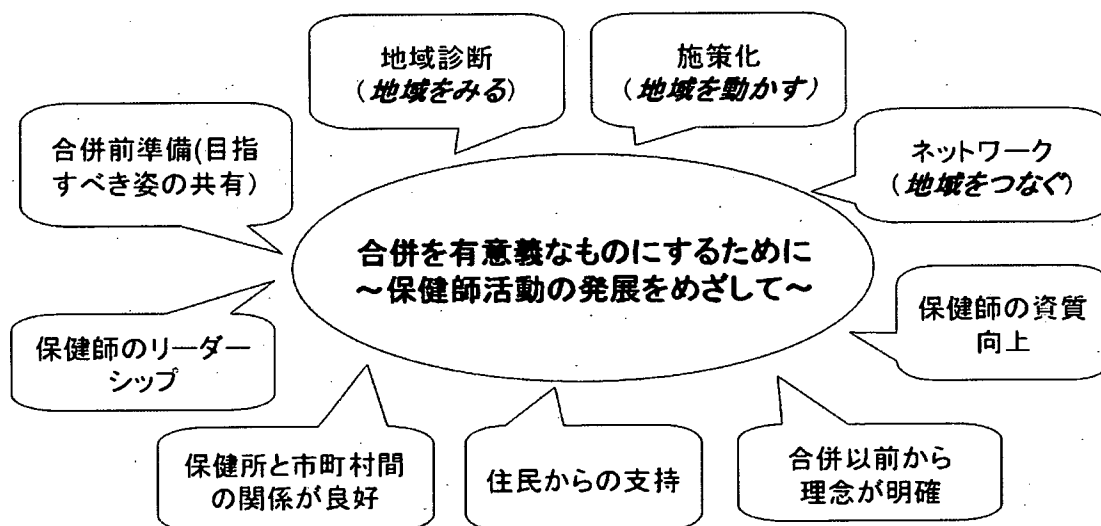 地域診断
(地域をみる)
施策化
(地域を動かす)
合併前準備(目指
すべき姿の共有)
ネットワーク
(地域をつなぐ)
合併を有意義なものにするために
～保健師活動の発展をめざして～
保健師のリーダー
シップ
保健師の資質
向上
保健所と市町村間
の関係が良好
住民からの支持
合併以前から
理念が明確